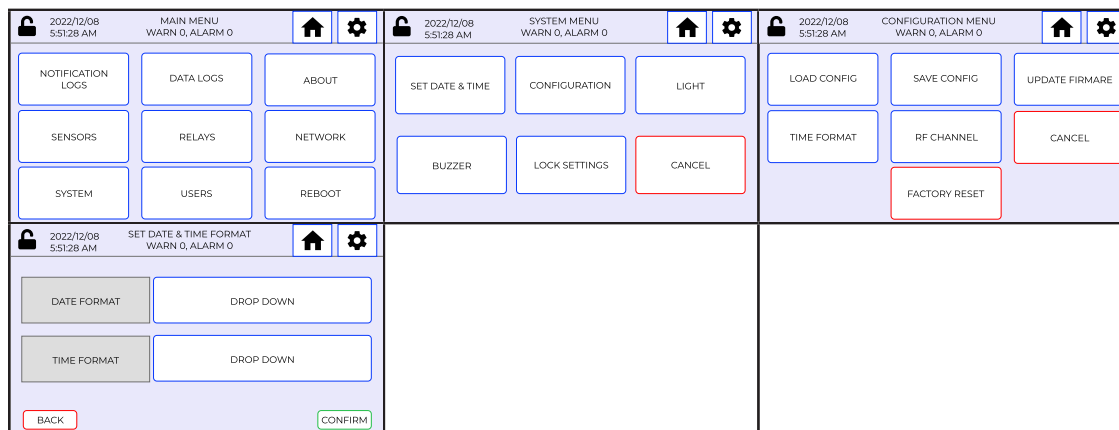 2022/12/08
5:51:28 AM
MAIN MENU
WARN 0, ALARM 0
NOTIFICATION
LOGS
DATA LOGS
ABOUT
SENSORS
RELAYS
NETWORK
SYSTEM
USERS
REBOOT
2022/12/08
5:51:28 AM
SYSTEM MENU
WARN 0, ALARM 0
SET DATE & TIME
CONFIGURATION
LIGHT
BUZZER
LOCK SETTINGS
CANCEL
2022/12/08
5:51:28 AM
CONFIGURATION MENU
WARN 0, ALARM 0
LOAD CONFIG
SAVE CONFIG
UPDATE FIRMARE
TIME FORMAT
RF CHANNEL
CANCEL
FACTORY RESET
2022/12/08
5:51:28 AM
SET DATE & TIME FORMAT
WARN 0, ALARM 0
DATE FORMAT
DROP DOWN
TIME FORMAT
DROP DOWN
BACK
CONFIRM